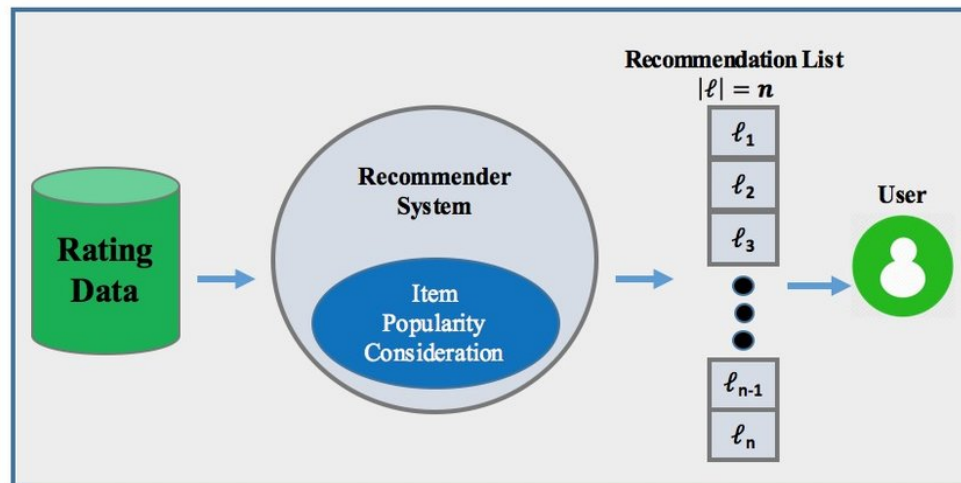 Rating
Data
Recommender
System
Item
Popularity
Consideration
Recommendation List
|ℓ| = n
ℓ₁
ℓ₂
ℓ₃
ℓₙ₋₁
ℓₙ
User